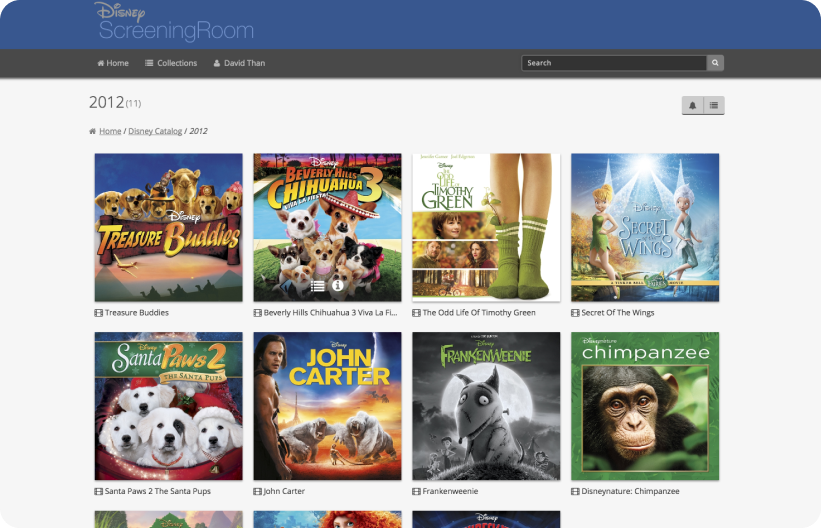 Disney
ScreeningRoom
Home
Collections
David Than
Search
2012 (11)
Home / Disney Catalog / 2012
Disney
TREASURE BUDDIES
Disney
BEVERLY HILLS
CHIHUAHUA 3
VIVA LA FIESTA!
Disney
THE
ODD LIFE OF
TIMOTHY
GREEN
Disney
SECRET
OF THE
WINGS
A TINKER BELL MOVIE
Treasure Buddies
Beverly Hills Chihuahua 3 Viva La Fi...
The Odd Life Of Timothy Green
Secret Of The Wings
Disney
Santa Paws 2
THE SANTA PUPS
Disney
JOHN
CARTER
Disney
FRANKENWEENIE
Disneynature
chimpanzee
Santa Paws 2 The Santa Pups
John Carter
Frankenweenie
Disneynature: Chimpanzee